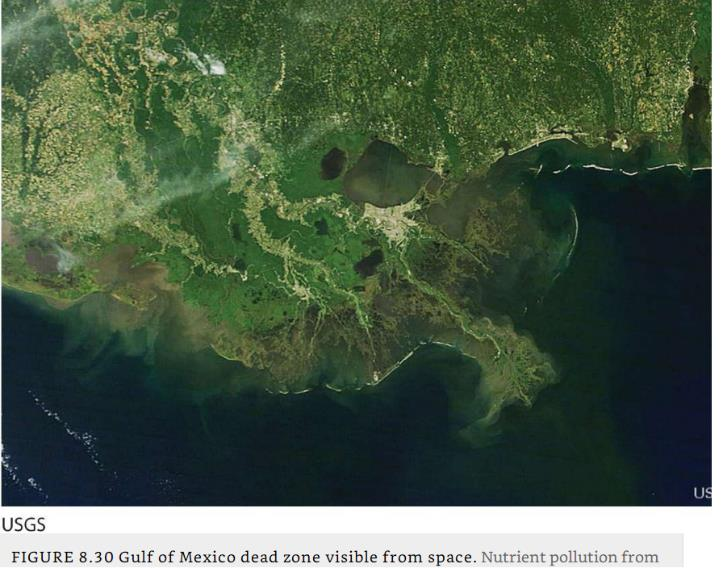 US
USGS
FIGURE 8.30 Gulf of Mexico dead zone visible from space. Nutrient pollution from